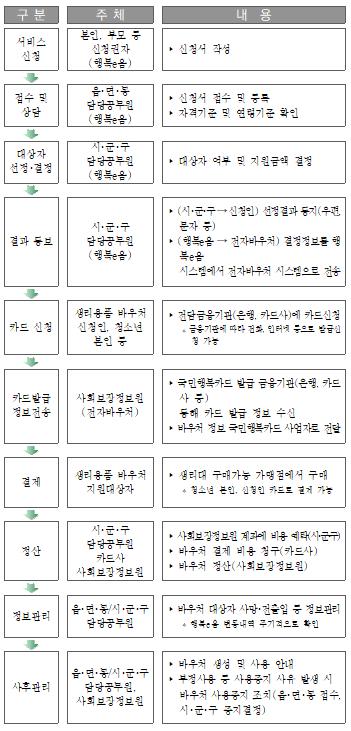 구 분
주 체
내 용
서비스
신청
본인, 부모 등
신청권자
(행복e음)
▸ 신청서 작성
접수 및
상담
읍·면·동
담당공무원
(행복e음)
▸ 신청서 접수 및 등록
▸ 자격기준 및 연령기준 확인
대상자
선정·결정
시·군·구
담당공무원
(행복e음)
▸ 대상자 여부 및 지원금액 결정
결과 통보
시·군·구
담당공무원
(행복e음)
▸ (시·군·구 → 신청인) 선정결과 통지(우편,
문자 등)
▸ (행복e음 → 전자바우처) 결정정보를 행
복e음
시스템에서 전자바우처 시스템으로 전송
카드 신청
생리용품 바우처
신청인, 청소년
본인 등
▸ 전담금융기관(은행, 카드사)에 카드신청
* 금융기관에 따라 전화, 인터넷 등으로 발급신
청 가능
카드발급
정보전송
사회보장정보원
(전자바우처)
▸ 국민행복카드 발급 금융기관(은행, 카드
사 등)
통해 카드 발급 정보 수신
▸ 바우처 정보 국민행복카드 사업자로 전달
결제
생리용품 바우처
지원대상자
▸ 생리대 구매가능 가맹점에서 구매
* 청소년 본인, 신청인 카드로 결제 가능
정산
시·군·구
담당공무원
카드사
사회보장정보원
▸ 사회보장정보원 계좌에 비용 예탁(시·군·구)
▸ 바우처 결제 비용 청구(카드사)
▸ 바우처 정산(사회보장정보원)
정보관리
읍·면·동/시·군·구
담당공무원
▸ 바우처 대상자 사망·전출입 등 정보관리
* 행복e음 변동내역 주기적으로 확인
사후관리
읍·면·동/시·군·구
담당공무원,
사회보장정보원
▸ 바우처 생성 및 사용 안내
▸ 부정사용 등 사용중지 사유 발생 시
바우처 사용중지 조치(읍·면·동 접수,
시·군·구 중지결정)